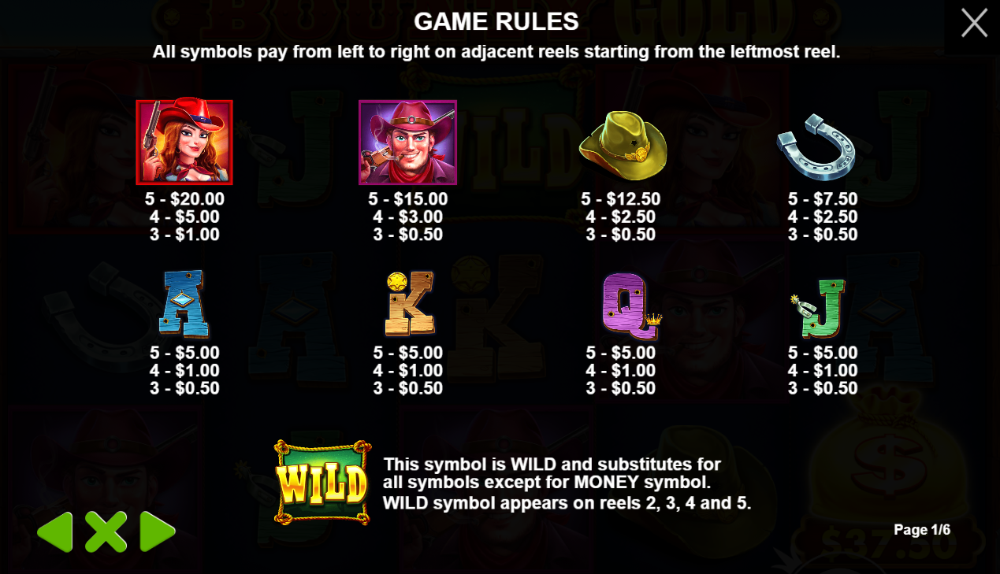 BOUNTY GOLD
GAME RULES
All symbols pay from left to right on adjacent reels starting from the leftmost reel.
5 - $20.00
4 - $5.00
3 - $1.00
5 - $15.00
4 - $3.00
3 - $0.50
5 - $12.50
4 - $2.50
3 - $0.50
5 - $7.50
4 - $2.50
3 - $0.50
A
5 - $5.00
4 - $1.00
3 - $0.50
K
5 - $5.00
4 - $1.00
3 - $0.50
Q
5 - $5.00
4 - $1.00
3 - $0.50
J
5 - $5.00
4 - $1.00
3 - $0.50
WILD
This symbol is WILD and substitutes for
all symbols except for MONEY symbol.
WILD symbol appears on reels 2, 3, 4 and 5.
Page 1/6
$37.50